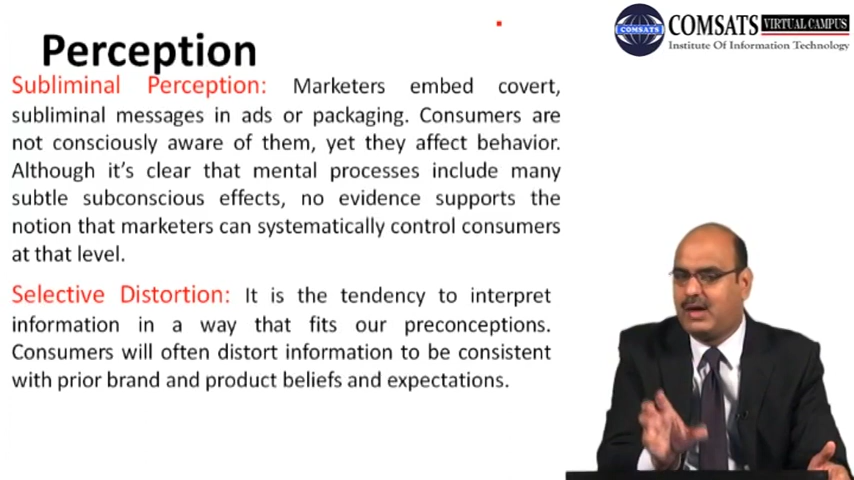 COMSATS VIRTUAL CAMPUS
COMSATS
Institute Of Information Technology
Perception
Subliminal Perception: Marketers embed covert,
subliminal messages in ads or packaging. Consumers are
not consciously aware of them, yet they affect behavior.
Although it's clear that mental processes include many
subtle subconscious effects, no evidence supports the
notion that marketers can systematically control consumers
at that level.
Selective Distortion: It is the tendency to interpret
information in a way that fits our preconceptions.
Consumers will often distort information to be consistent
with prior brand and product beliefs and expectations.